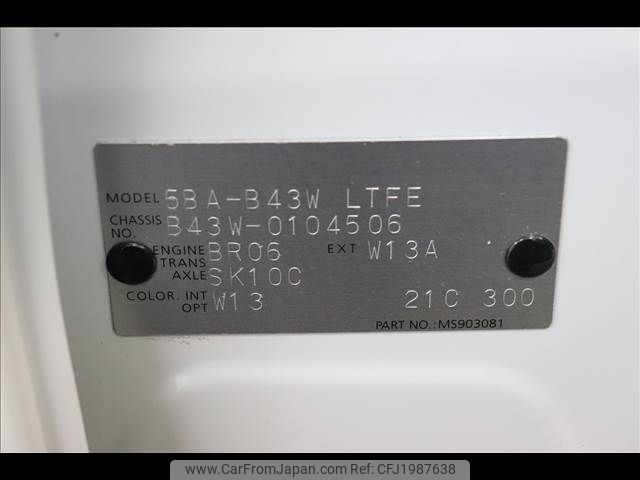 MODEL 5BA-B43W LTFE
CHASSIS NO. B43W-0104506
ENGINE BR06 EXT W13A
TRANS AXLE SK10C
COLOR. INT OPT W13 21C 300
PART NO.: MS903081
www.CarFromJapan.com | CFJ1987638